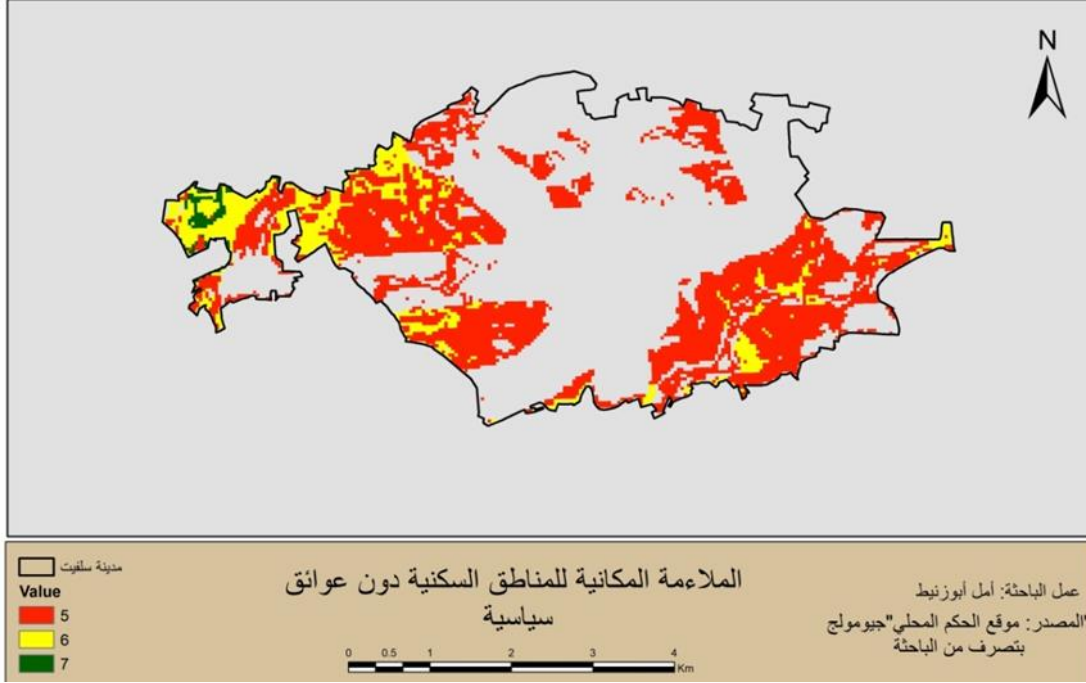 N
مدينة سلفيت
Value
5
6
7
الملاءمة المكانية للمناطق السكنية دون عوائق
سياسية
0 0.5 1 2 3 4
Km
عمل الباحثة: أمل أبوزنيط
المصدر: موقع الحكم المحلي"جيومولج"
بتصرف من الباحثة